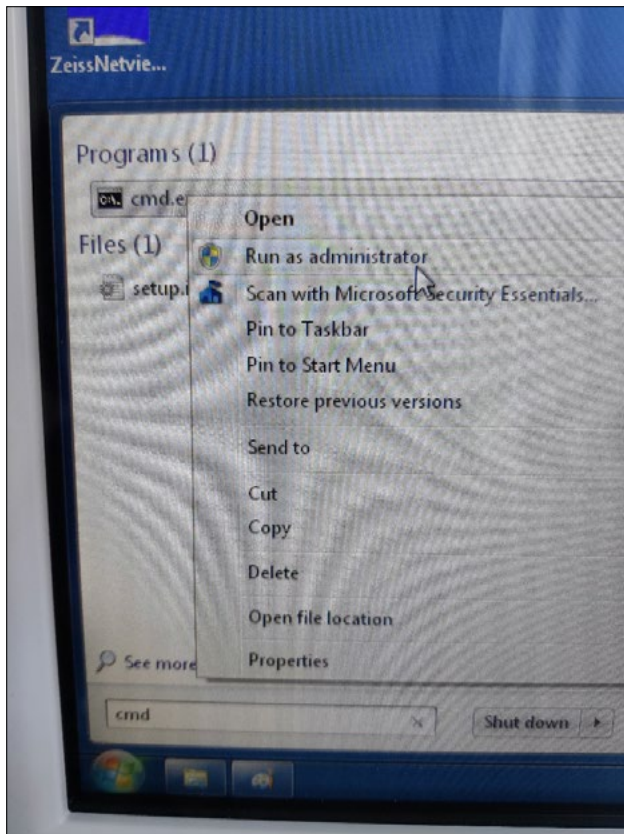 ZeissNetvie...
Programs (1)
cmd.e
Open
Files (1)
Run as administrator
setup.i
Scan with Microsoft Security Essentials...
Pin to Taskbar
Pin to Start Menu
Restore previous versions
Send to
Cut
Copy
Delete
Open file location
See more
Properties
cmd
Shut down